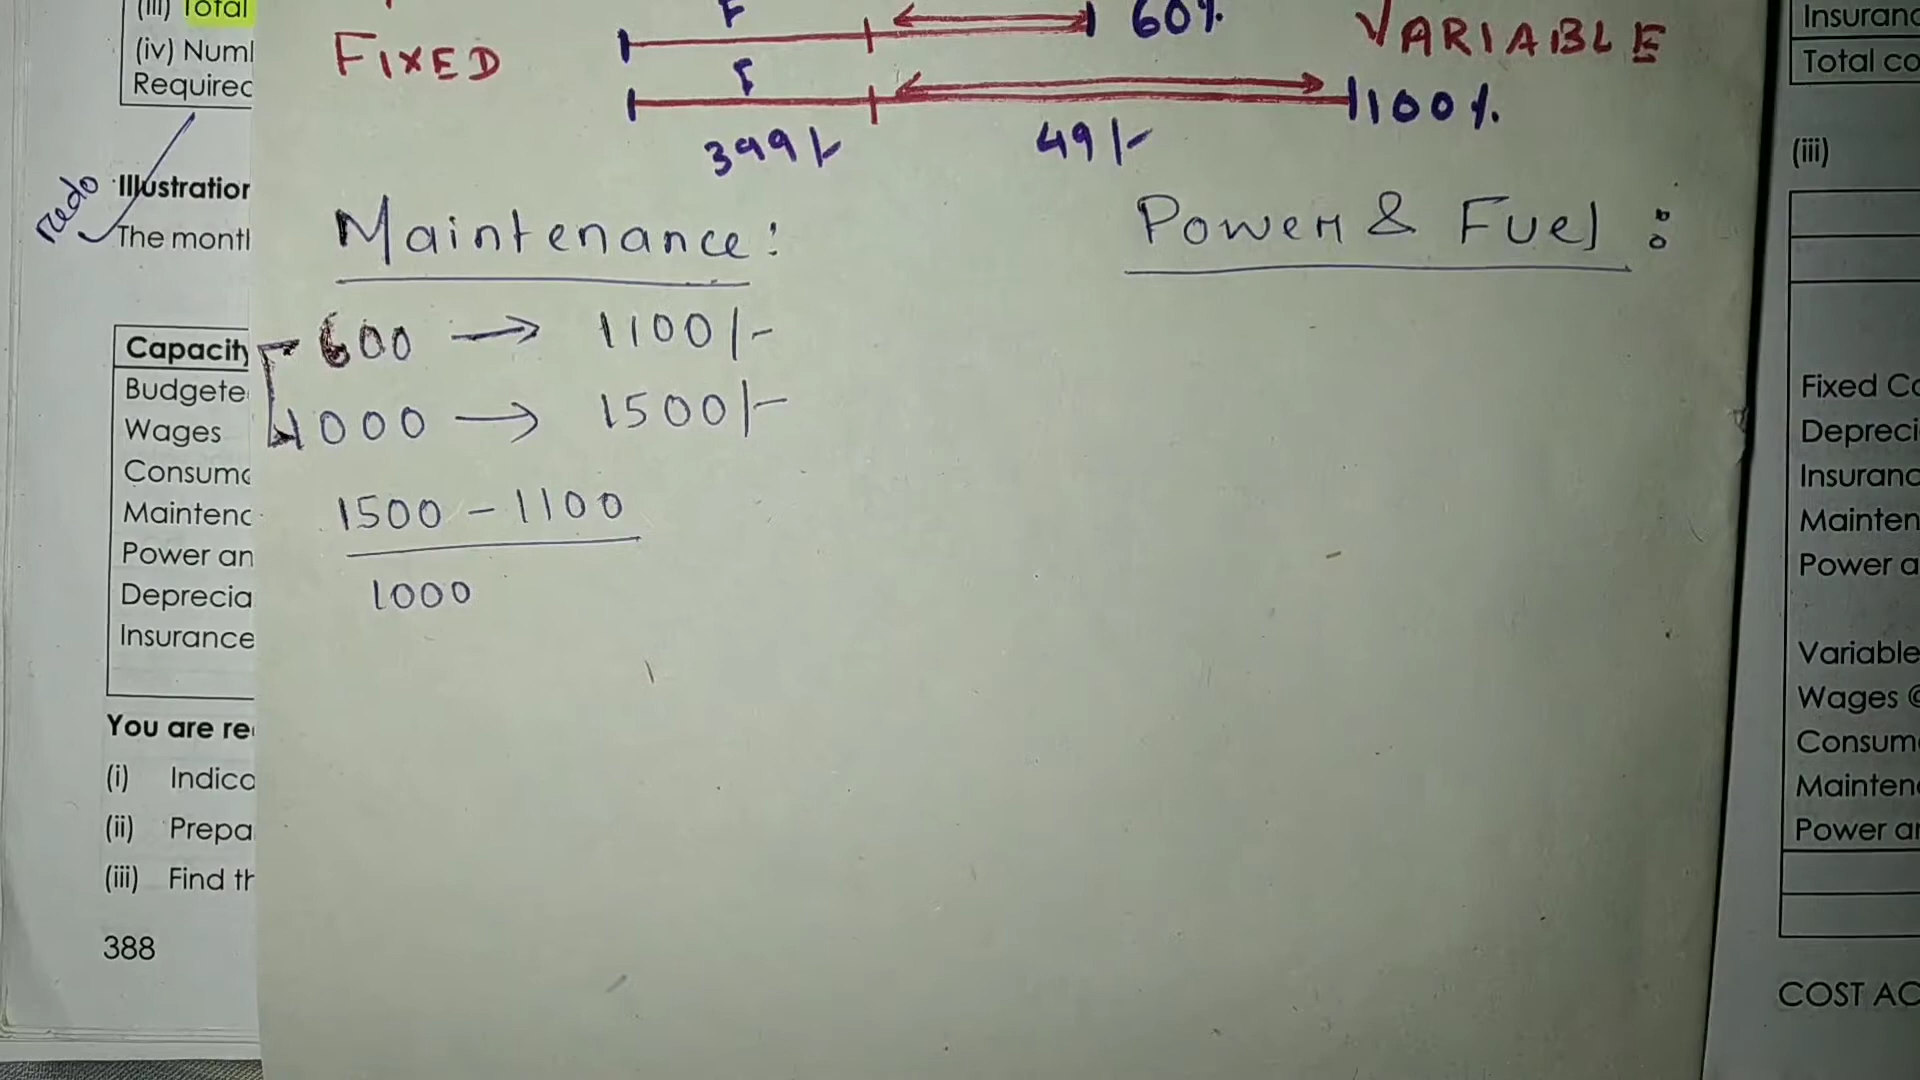 (iii) Total
(iv) Numl
Required
redo
Illustration
The montl
Capacity
Budgete
Wages
Consuma
Maintenc
Power an
Deprecia
Insurance
You are re
(i) Indica
(ii) Prepa
(iii) Find th
388
F
60%
FIXED
VARIABLE
F
100%
399/-
49/-
Maintenance:
Power & Fuel :
600 → 1100/-
1000 → 1500/-
1500 - 1100
1000
Insuranc
Total co
(iii)
Fixed Co
Depreci
Insuranc
Mainten
Power a
Variable
Wages @
Consum
Mainten
Power an
COST AC